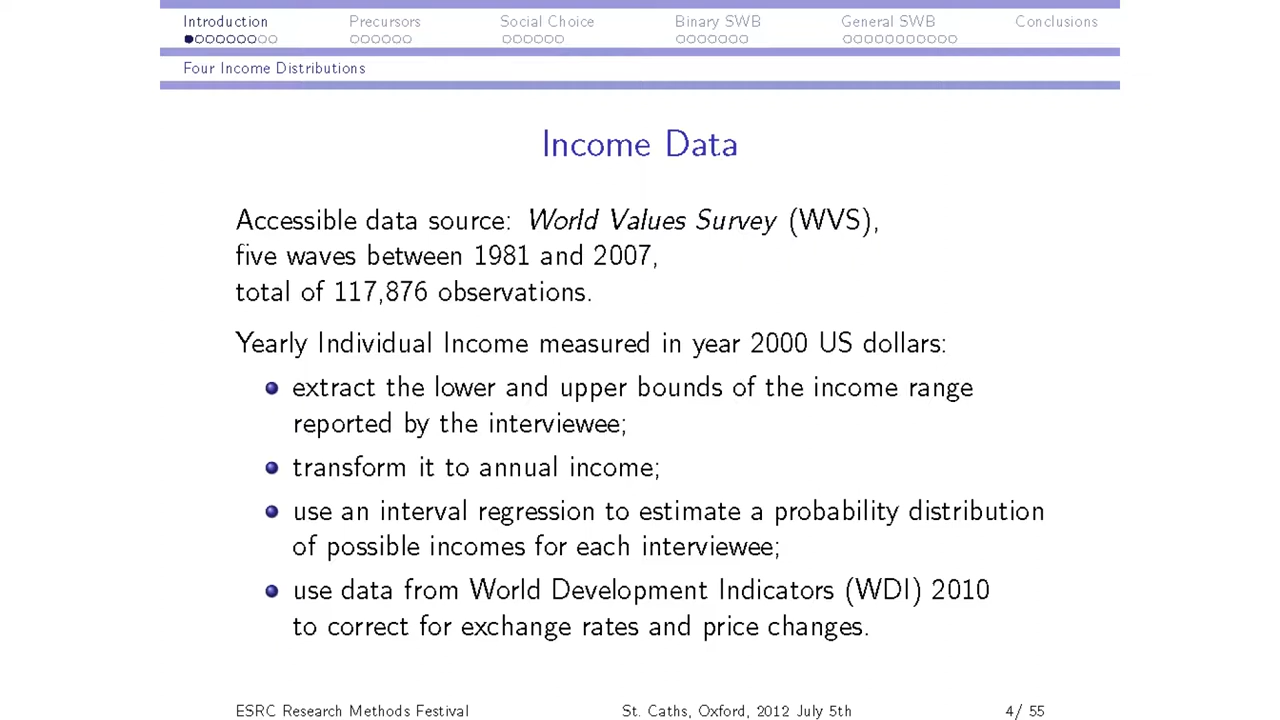 Introduction Precursors Social Choice Binary SWB General SWB Conclusions
Four Income Distributions
Income Data
Accessible data source: World Values Survey (WVS),
five waves between 1981 and 2007,
total of 117,876 observations.
Yearly Individual Income measured in year 2000 US dollars:
extract the lower and upper bounds of the income range
reported by the interviewee;
transform it to annual income;
use an interval regression to estimate a probability distribution
of possible incomes for each interviewee;
use data from World Development Indicators (WDI) 2010
to correct for exchange rates and price changes.
ESRC Research Methods Festival St. Caths, Oxford, 2012 July 5th 4/ 55